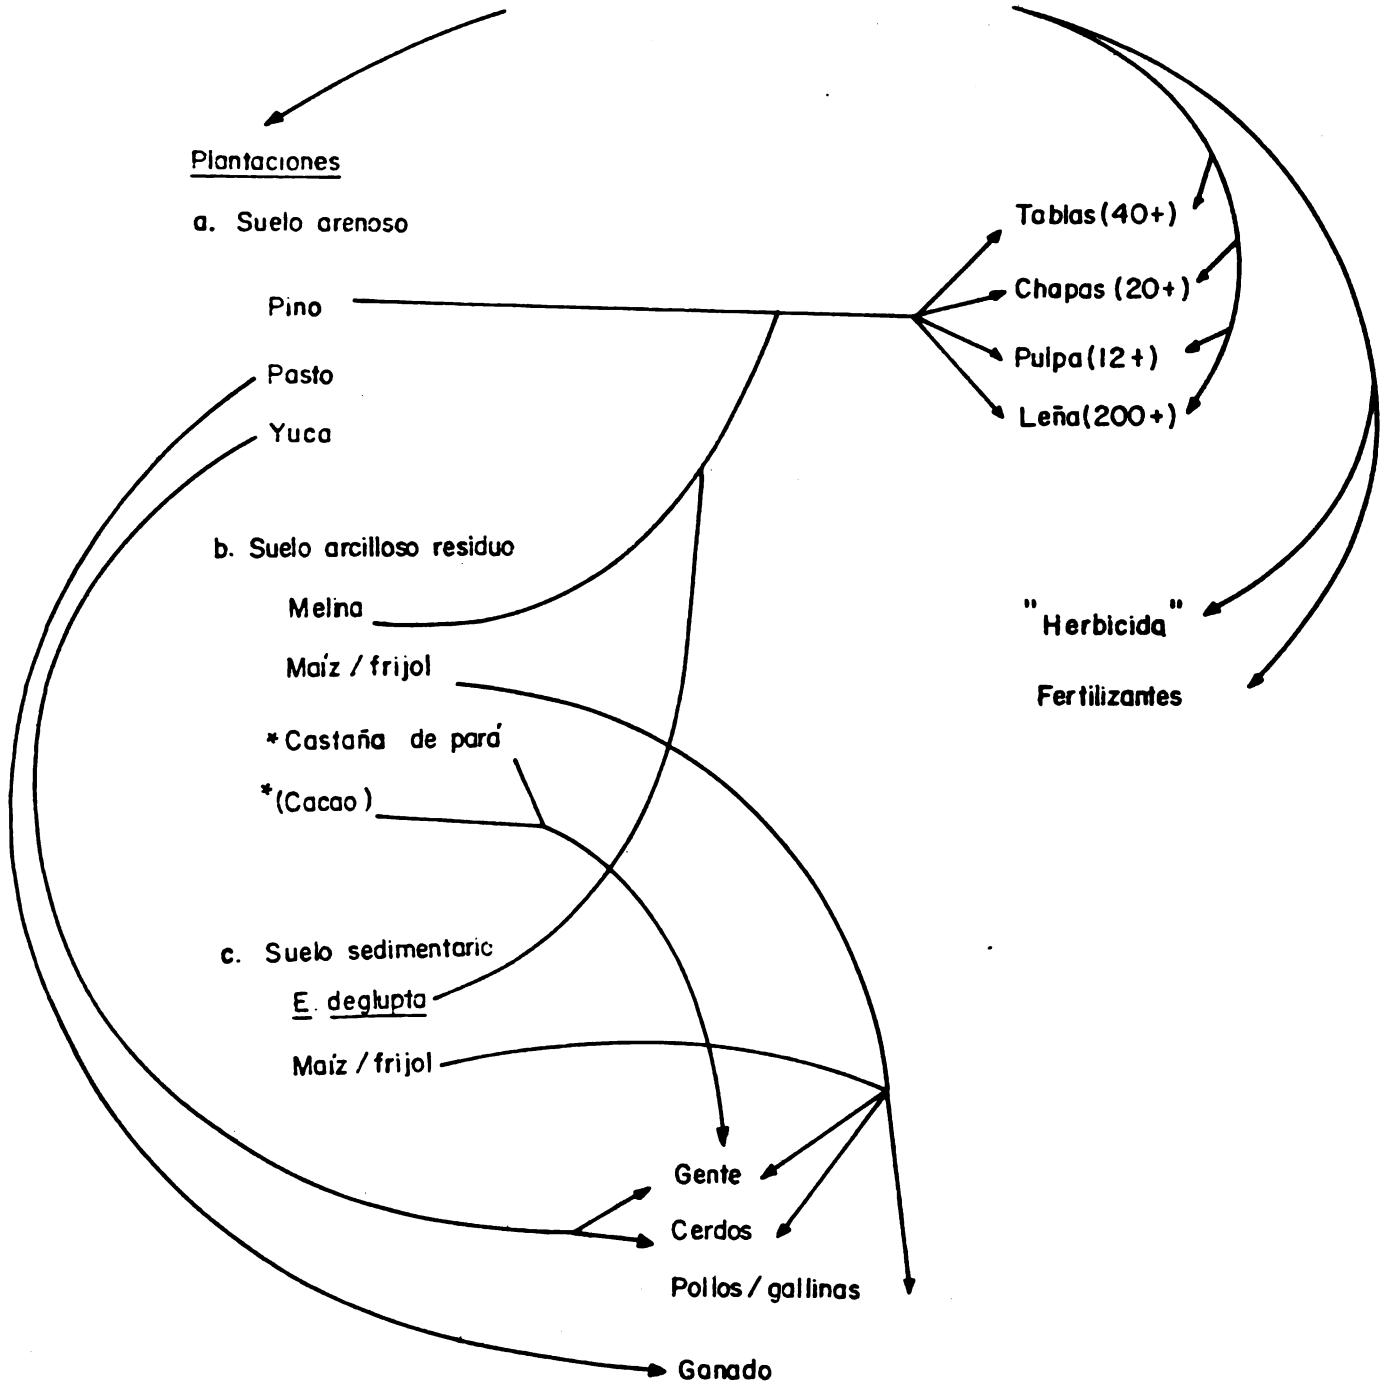 Plantaciones
a. Suelo arenoso
Pino
Pasto
Yuca
Tablas (40+)
Chapas (20+)
Pulpa (12+)
Leña (200+)
b. Suelo arcilloso residuo
Melina
Maíz / frijol
*Castaña de pará
*(Cacao)
"Herbicida"
Fertilizantes
c. Suelo sedimentaric
E. deglupta
Maíz / frijol
Gente
Cerdos
Pollos / gallinas
Ganado